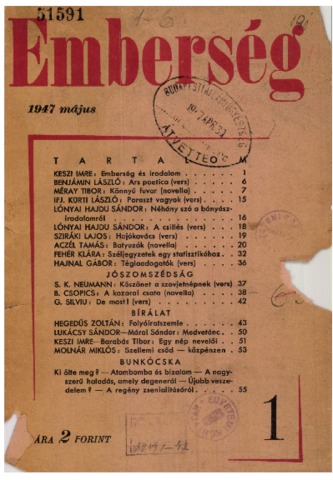 51591
Emberség
1947 május
TARTALOM
KESZI IMRE: Emberség és irodalom . 1
BENJÁMIN LÁSZLÓ: Ars poetica (vers) . 6
MÉRAY TIBOR: Könnyű fuvar (novella) . 7
IFJ. KORTI LÁSZLÓ: Paraszt vagyok (vers) 15
LÓNYAI HAJDU SÁNDOR: Néhány szó a bányász-
irodalomról . 16
LÓNYAI HAJDU SÁNDOR: A csillés (vers) 18
SZIRÁKI LAJOS: Hajókovács (vers) 19
ACZÉL TAMÁS: Batyuzók (novella) . 20
FEHÉR KLÁRA: Széljegyzetek egy statisztikához . 32
HAJNAL GÁBOR: Téglaadogatók (vers) . 36
JÓSZOMSZÉDSÁG
S. K. NEUMANN: Köszönet a szovjetnépnek (vers) 37
B. CSOPICS: A kozarai csata (novella) . 38
G. SILVIU: De most! (vers) . 42
BÍRÁLAT
HEGEDŰS ZOLTÁN: Folyóiratszemle . 43
LUKÁCSY SÁNDOR—Márai Sándor: Medvetánc . 50
KESZI IMRE—Barabás Tibor: Egy nép nevelői . 51
MOLNÁR MIKLÓS: Szellemi csőd — közpénzen . 53
BUNKÓCSKA
Ki ölte meg? — Atombomba és bizalom — A nagy-
szerű haladás, amely degenerál — Újabb vesze-
delem? — A regény zsenialitásáról . 55
ÁRA 2 FORINT
1